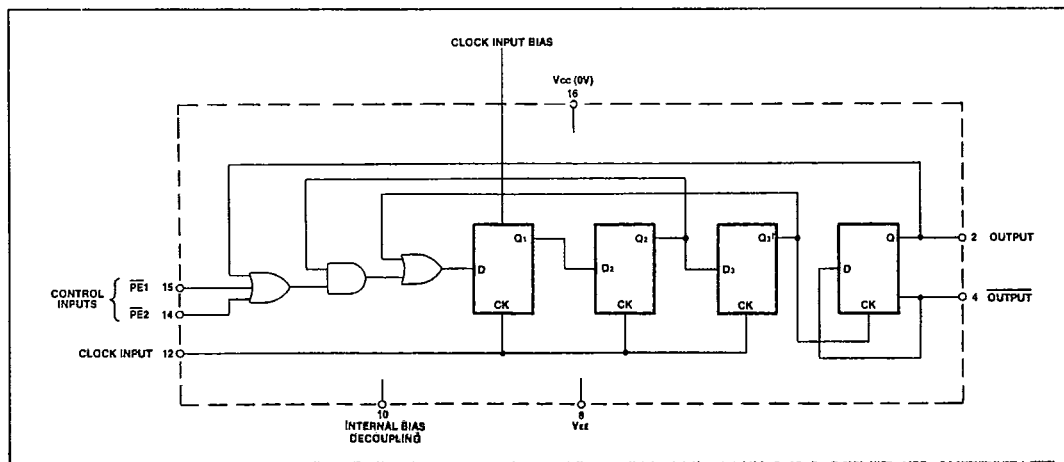 CLOCK INPUT BIAS
Vcc (0V)
16
Q1
Q2
Q3
Q
2 OUTPUT
D
D2
D3
D
CONTROL
INPUTS
PE1 15
PE2 14
4 OUTPUT
CK
CK
CK
CK
CLOCK INPUT 12
10
INTERNAL BIAS
DECOUPLING
8
VEE